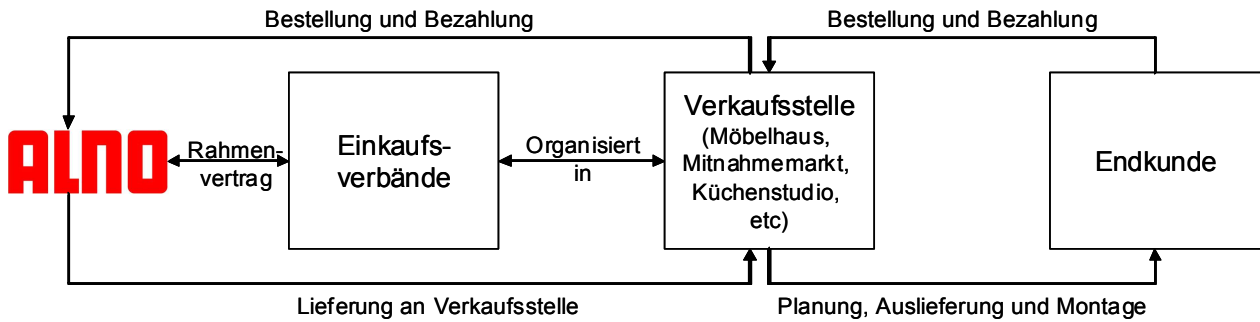 Bestellung und Bezahlung
Bestellung und Bezahlung
ALNO
Rahmen-
vertrag
Einkaufs-
verbände
Organisiert
in
Verkaufsstelle
(Möbelhaus,
Mitnahmemarkt,
Küchenstudio,
etc)
Endkunde
Lieferung an Verkaufsstelle
Planung, Auslieferung und Montage